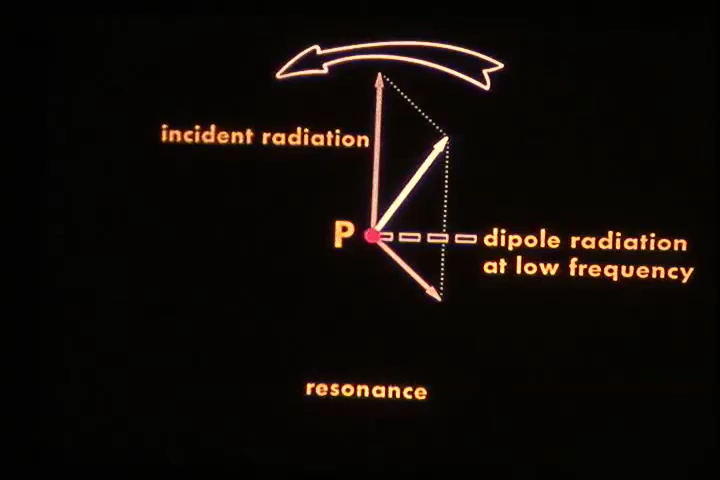 incident radiation
P
dipole radiation
at low frequency
resonance